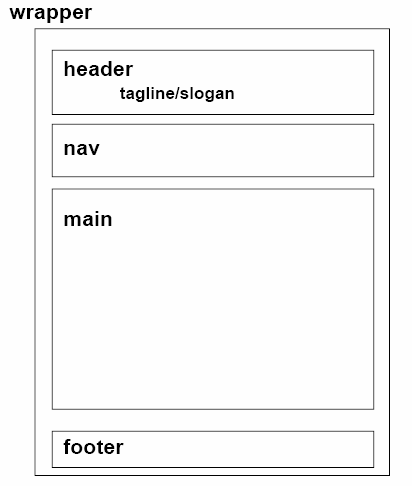 wrapper
header
tagline/slogan
nav
main
footer